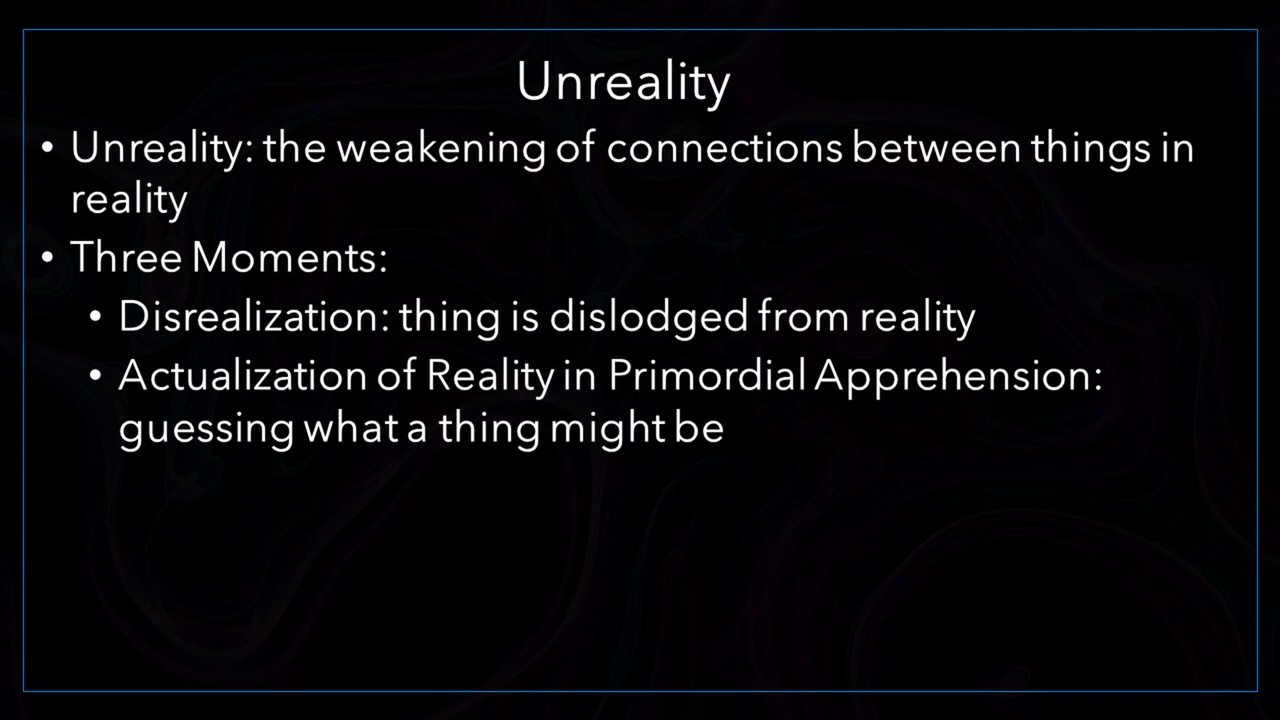 Unreality
• Unreality: the weakening of connections between things in
reality
• Three Moments:
• Disrealization: thing is dislodged from reality
• Actualization of Reality in Primordial Apprehension:
guessing what a thing might be